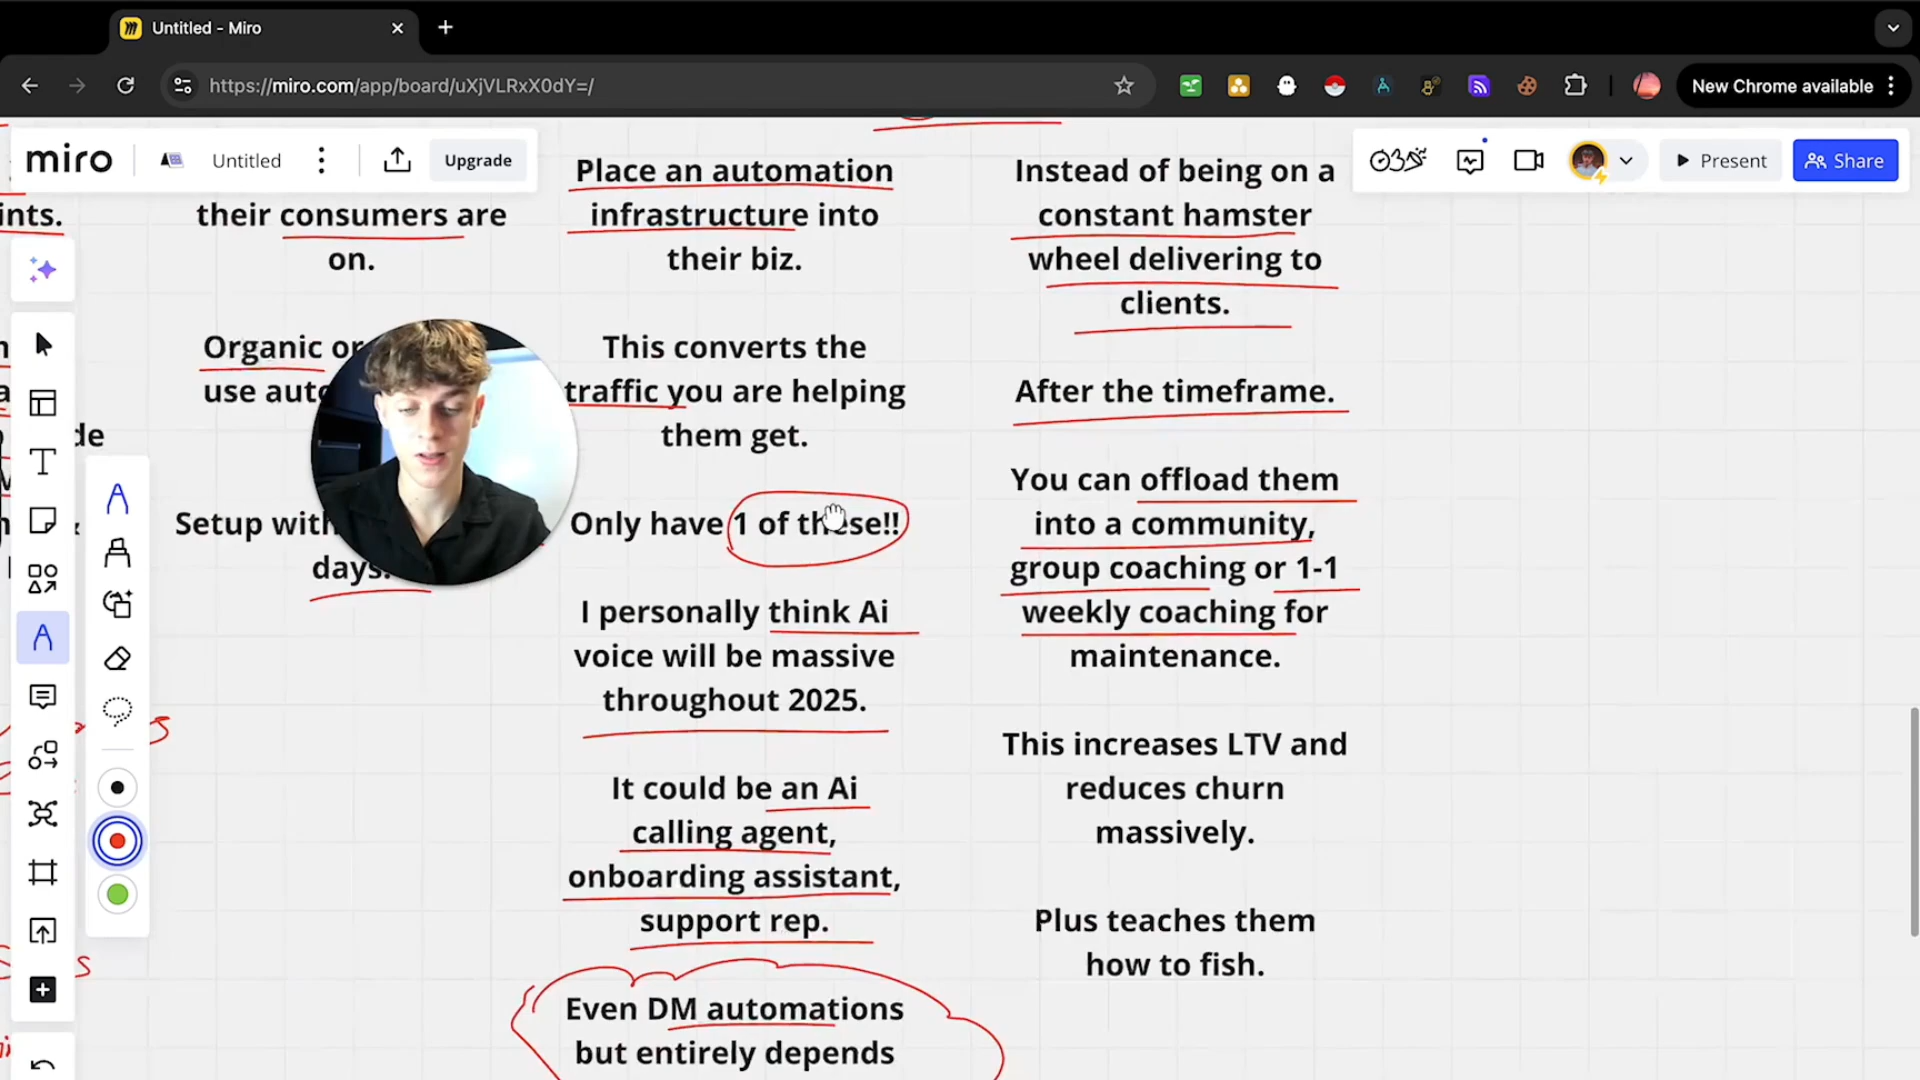 Untitled - Miro
https://miro.com/app/board/uXjVLRxX0dY=/
New Chrome available
miro
Untitled
Upgrade
Present
Share
ints.
de
their consumers are
on.
Organic or
use auto
Setup with
days.
Place an automation
infrastructure into
their biz.
This converts the
traffic you are helping
them get.
Only have 1 of these!!
I personally think Ai
voice will be massive
throughout 2025.
It could be an Ai
calling agent,
onboarding assistant,
support rep.
Even DM automations
but entirely depends
Instead of being on a
constant hamster
wheel delivering to
clients.
After the timeframe.
You can offload them
into a community,
group coaching or 1-1
weekly coaching for
maintenance.
This increases LTV and
reduces churn
massively.
Plus teaches them
how to fish.